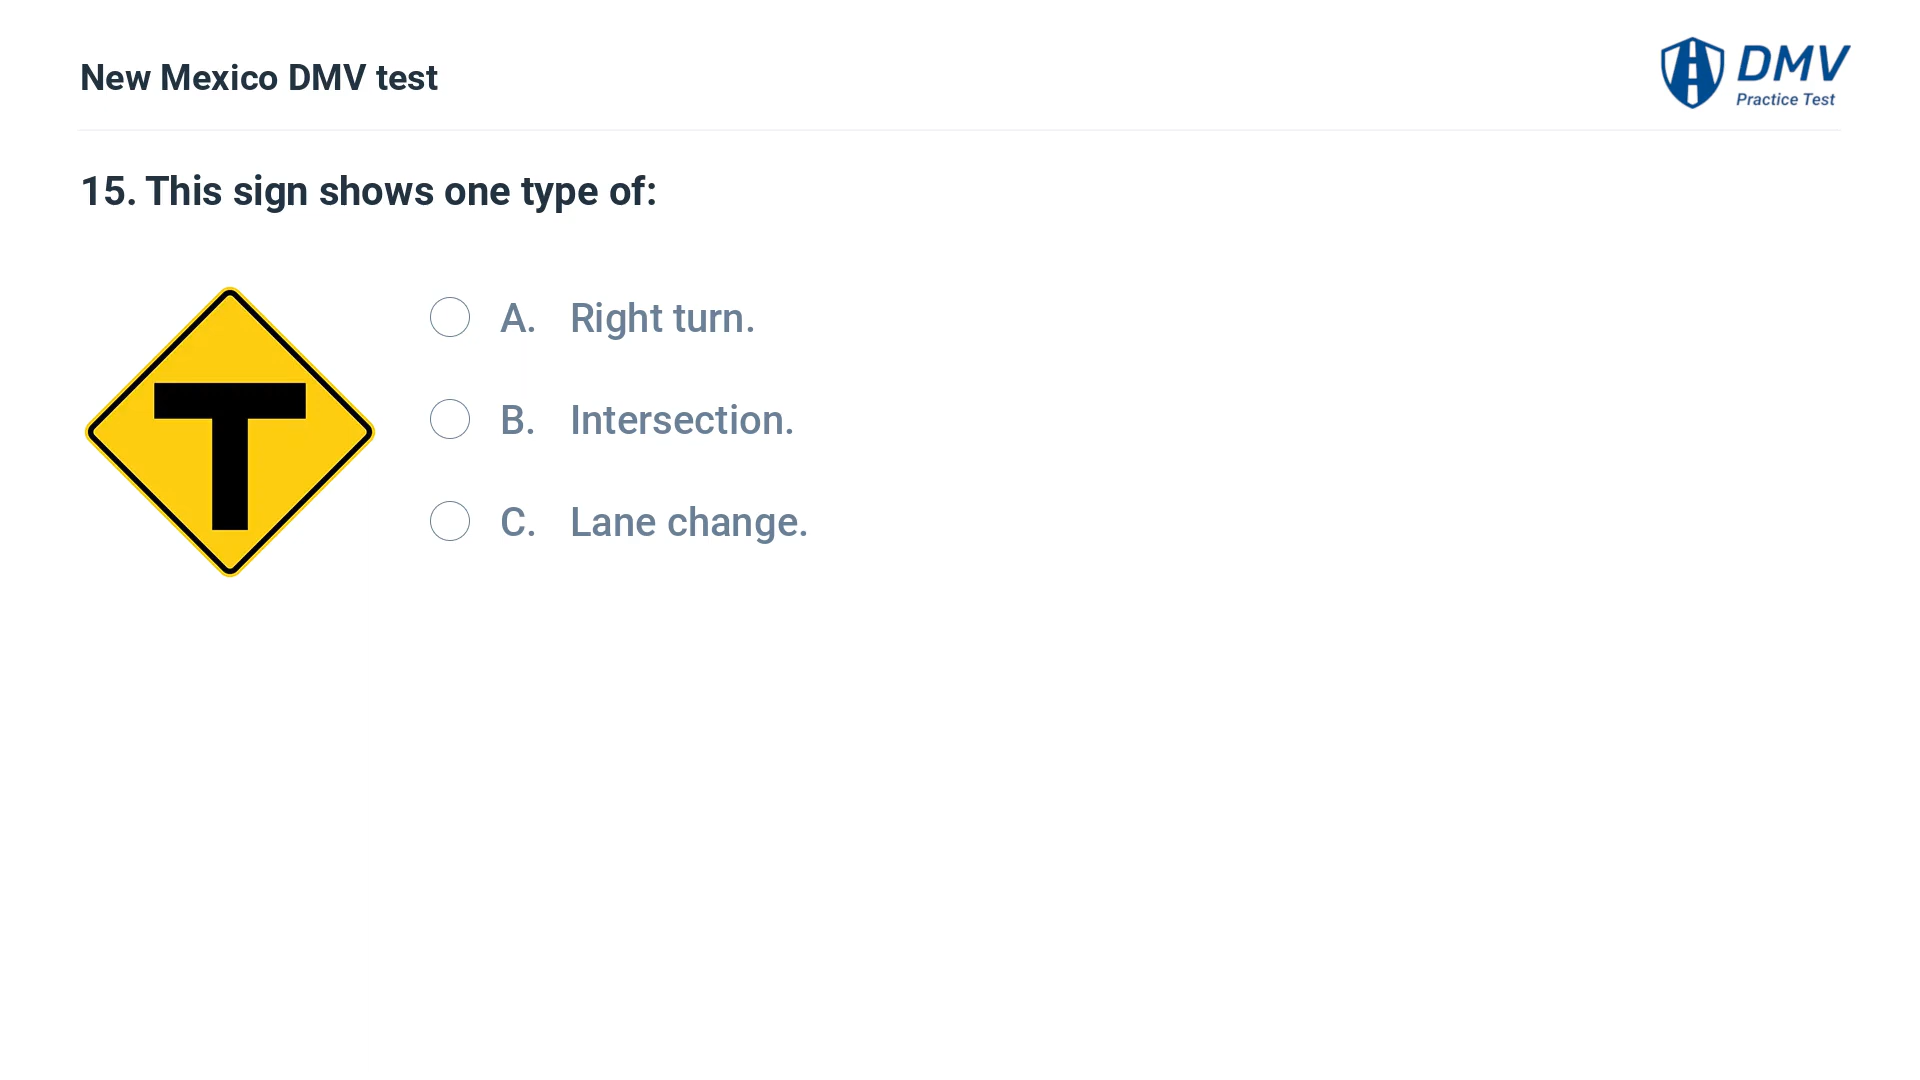 New Mexico DMV test
DMV
Practice Test
15. This sign shows one type of:
A. Right turn.
B. Intersection.
C. Lane change.